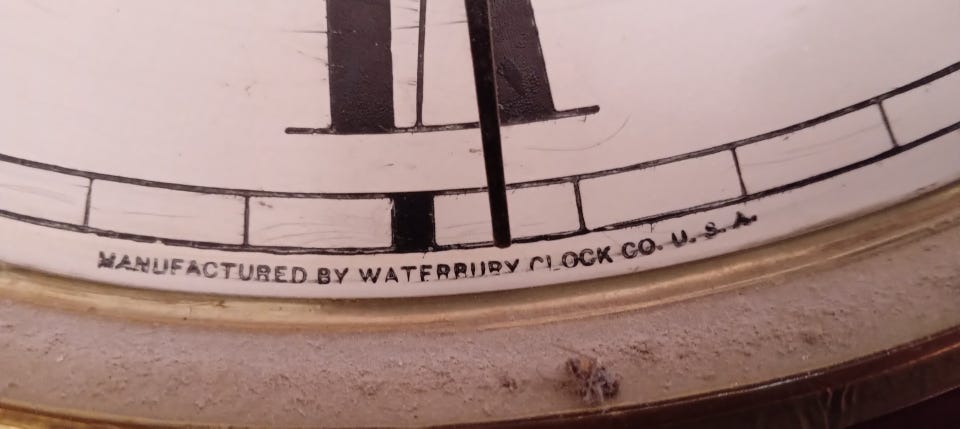 MANUFACTURED BY WATERBURY CLOCK CO. U. S. A.